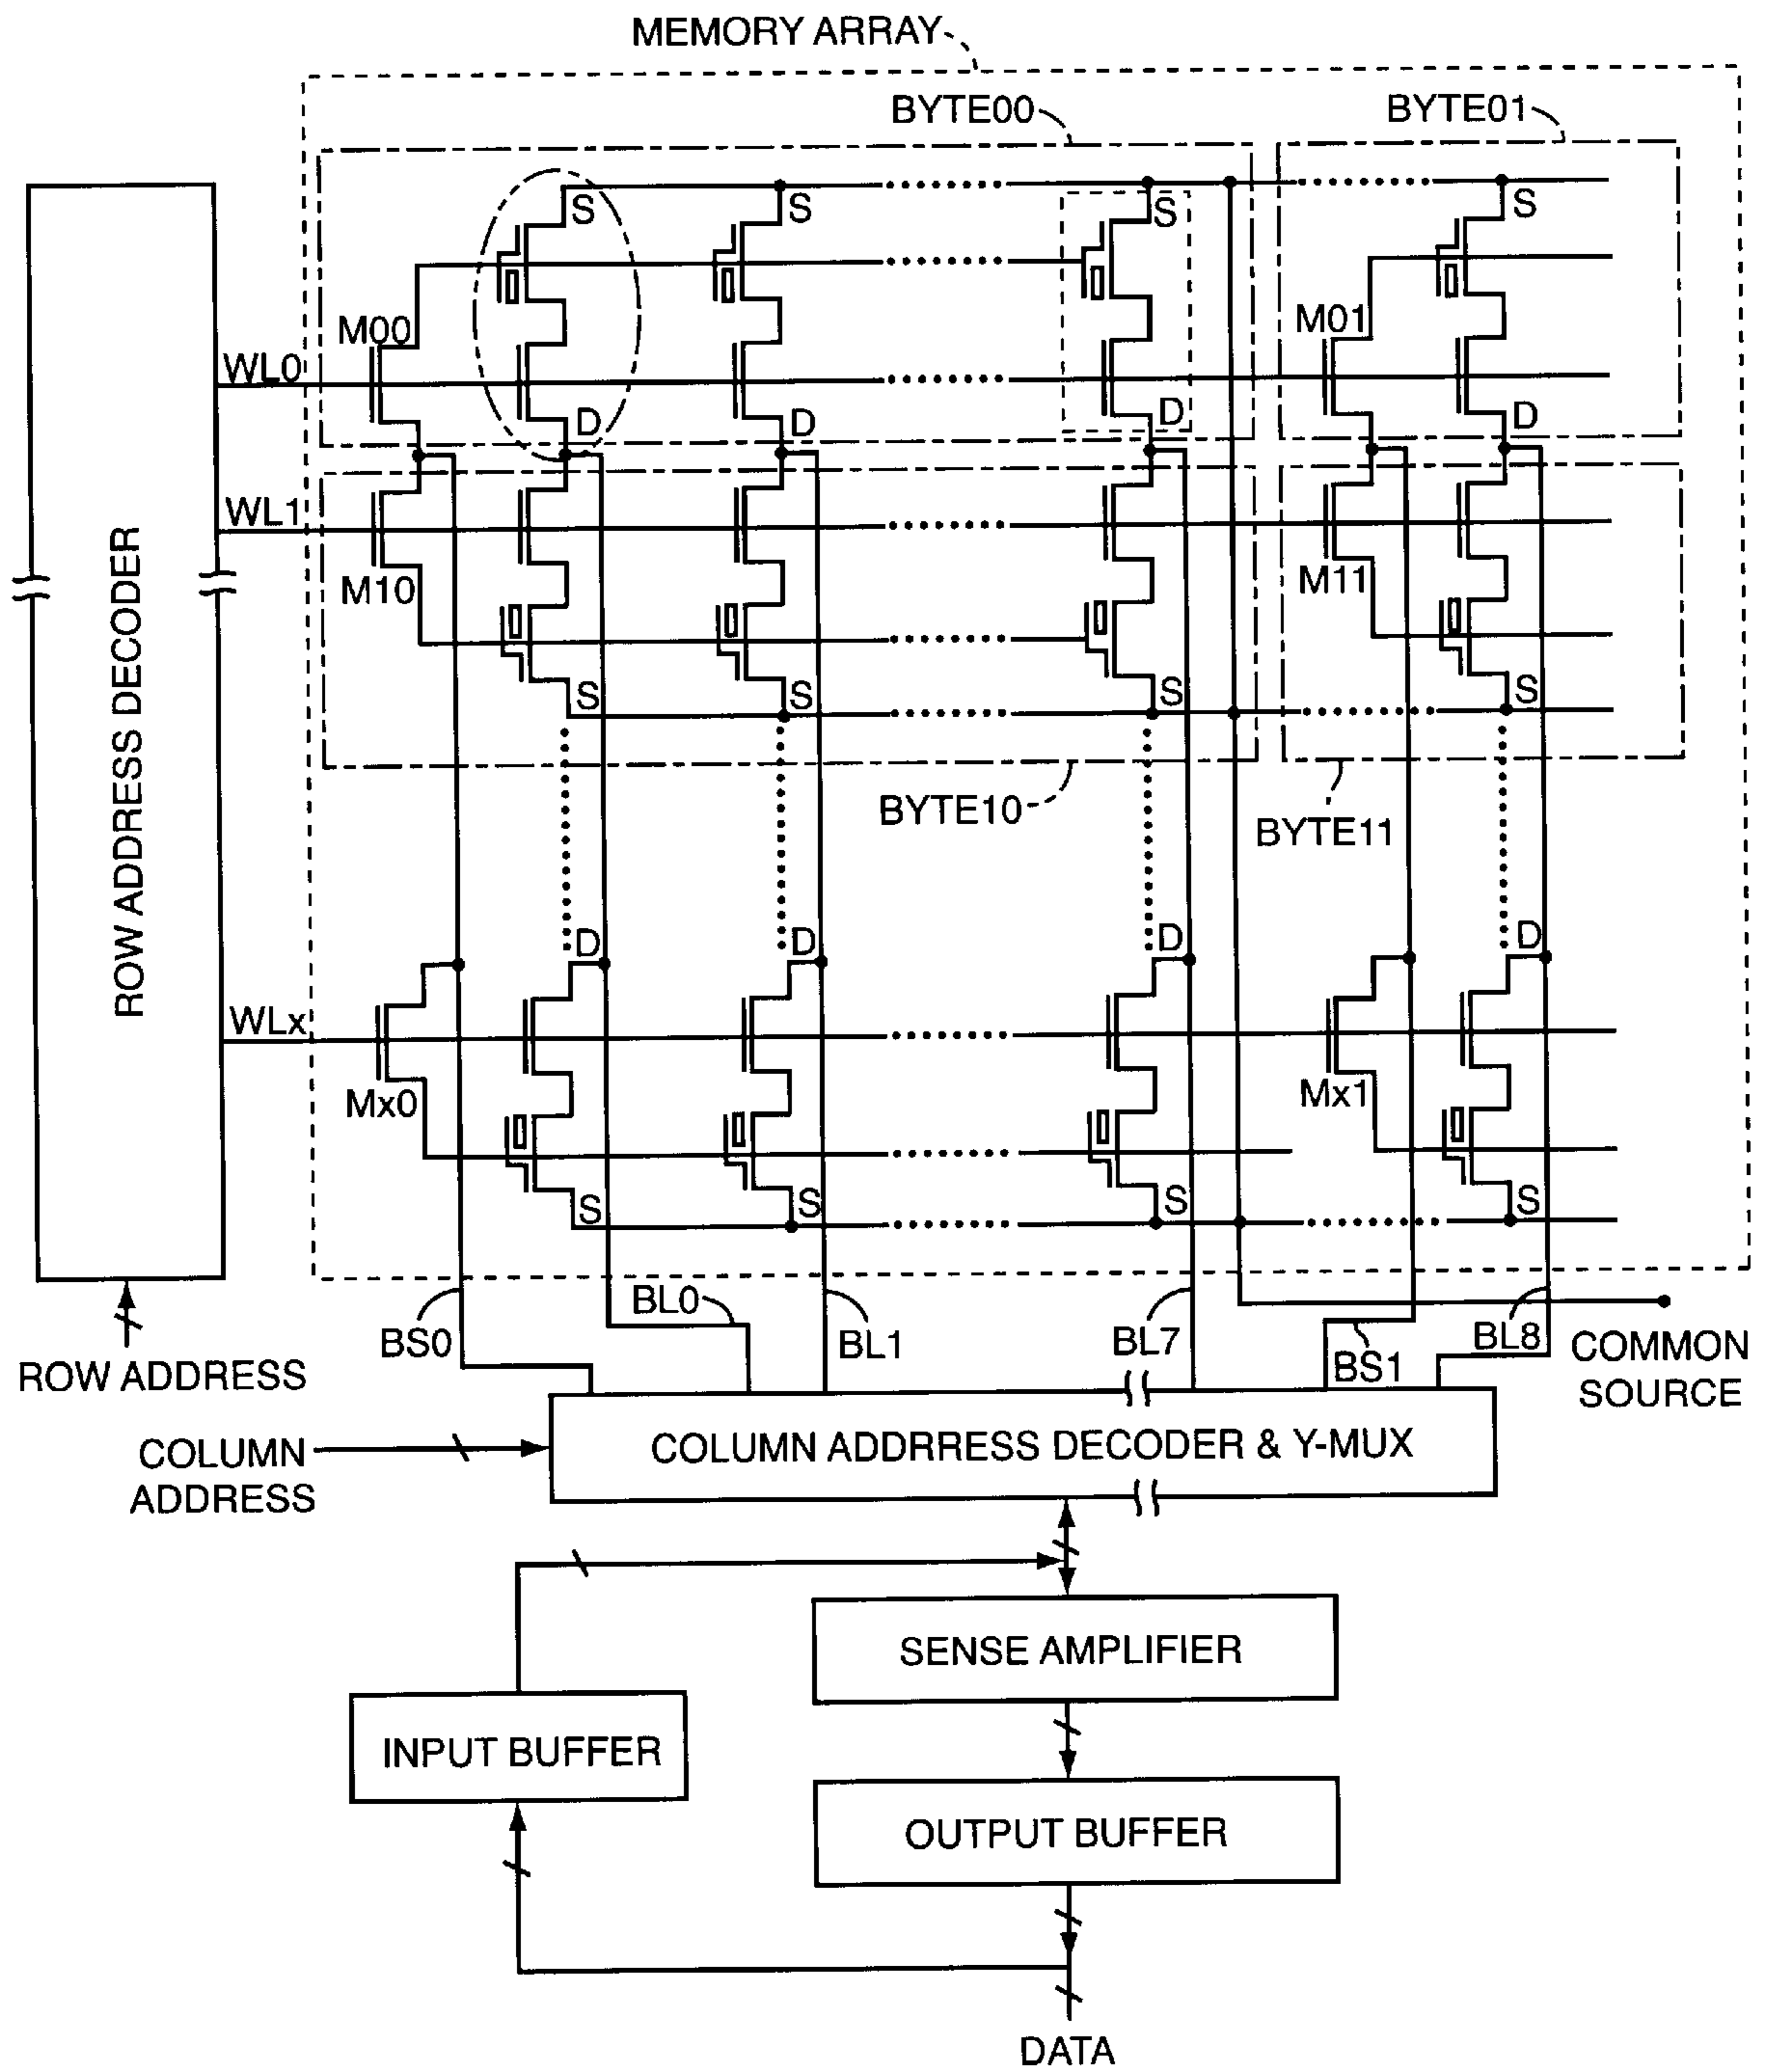 MEMORY ARRAY
BYTE00
BYTE01
S
S
S
S
M00
M01
WL0
D
D
D
D
WL1
M10
M11
S
S
S
S
BYTE10
BYTE11
ROW ADDRESS DECODER
D
D
D
D
WLx
Mx0
Mx1
S
S
S
S
BS0
BL0
BL1
BL7
BS1
BL8
COMMON
SOURCE
ROW ADDRESS
COLUMN
ADDRESS
COLUMN ADDRRESS DECODER & Y-MUX
SENSE AMPLIFIER
INPUT BUFFER
OUTPUT BUFFER
DATA